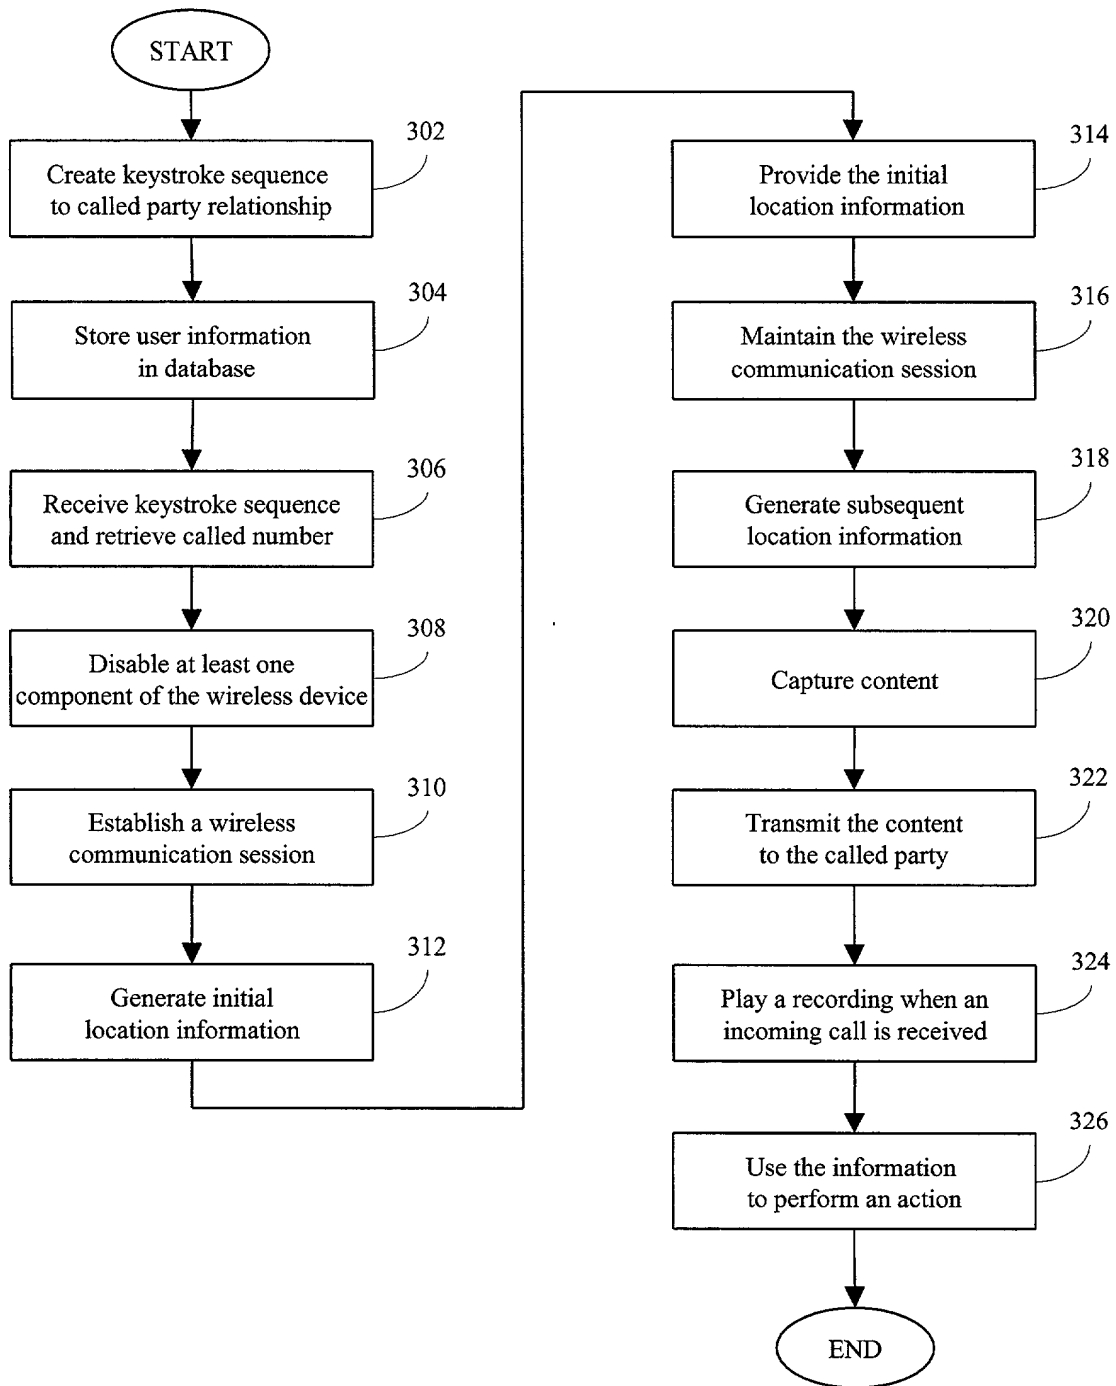 START
302
Create keystroke sequence
to called party relationship
304
Store user information
in database
306
Receive keystroke sequence
and retrieve called number
308
Disable at least one
component of the wireless device
310
Establish a wireless
communication session
312
Generate initial
location information
314
Provide the initial
location information
316
Maintain the wireless
communication session
318
Generate subsequent
location information
320
Capture content
322
Transmit the content
to the called party
324
Play a recording when an
incoming call is received
326
Use the information
to perform an action
END